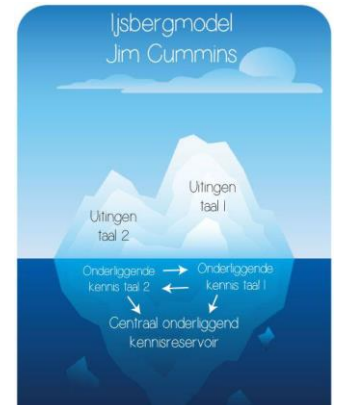 Ijsbergmodel
Jim Cummins
Uitingen
taal 1
Uitingen
taal 2
Onderliggende
kennis taal 2
Onderliggende
kennis taal 1
Centraal onderliggend
kennisreservoir